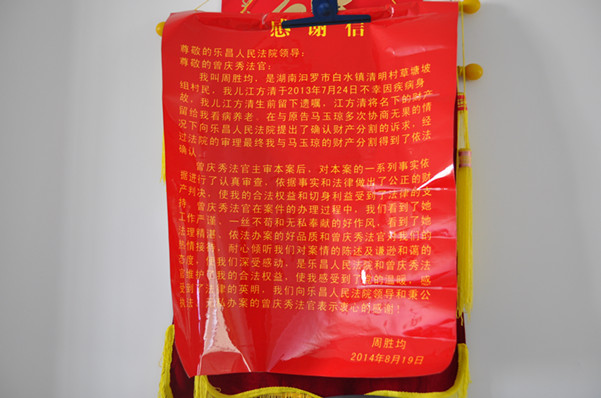 感谢信
尊敬的乐昌人民法院领导：
尊敬的曾庆秀法官：
我叫周胜均，是湖南汨罗市白水镇清明村草塘坡
组村民，我儿江方清于2013年7月24日不幸因疾病身
故，我儿江方清生前留下遗嘱，江方清将名下的财产
留给我看病养老。在与原告马玉琼多次协商无果的情
况下向乐昌人民法院提出了确认财产分割的诉求，经
过法院的审理最终我与马玉琼的财产分割得到了依法
确认。
曾庆秀法官主审本案后，对本案的一系列事实依
据进行了认真审查，依据事实和法律做出了公正的财
产判决，使我的合法权益和切身利益受到了法律的支
持。曾庆秀法官在案件的办理过程中，我们看到了她
工作严谨、一丝不苟和无私奉献的好作风，看到了她
法理精湛、依法办案的好品质和曾庆秀法官对我们的
热情接待、耐心倾听我们对案情的陈述及谦逊和蔼的
态度，使我们深受感动，是乐昌人民法院和曾庆秀法
官维护了我的合法权益，使我感受到了党的温暖，感
受到了法律的英明，我们向乐昌人民法院领导和秉公
执法、无私办案的曾庆秀法官表示衷心的感谢！
周胜均
2014年8月19日